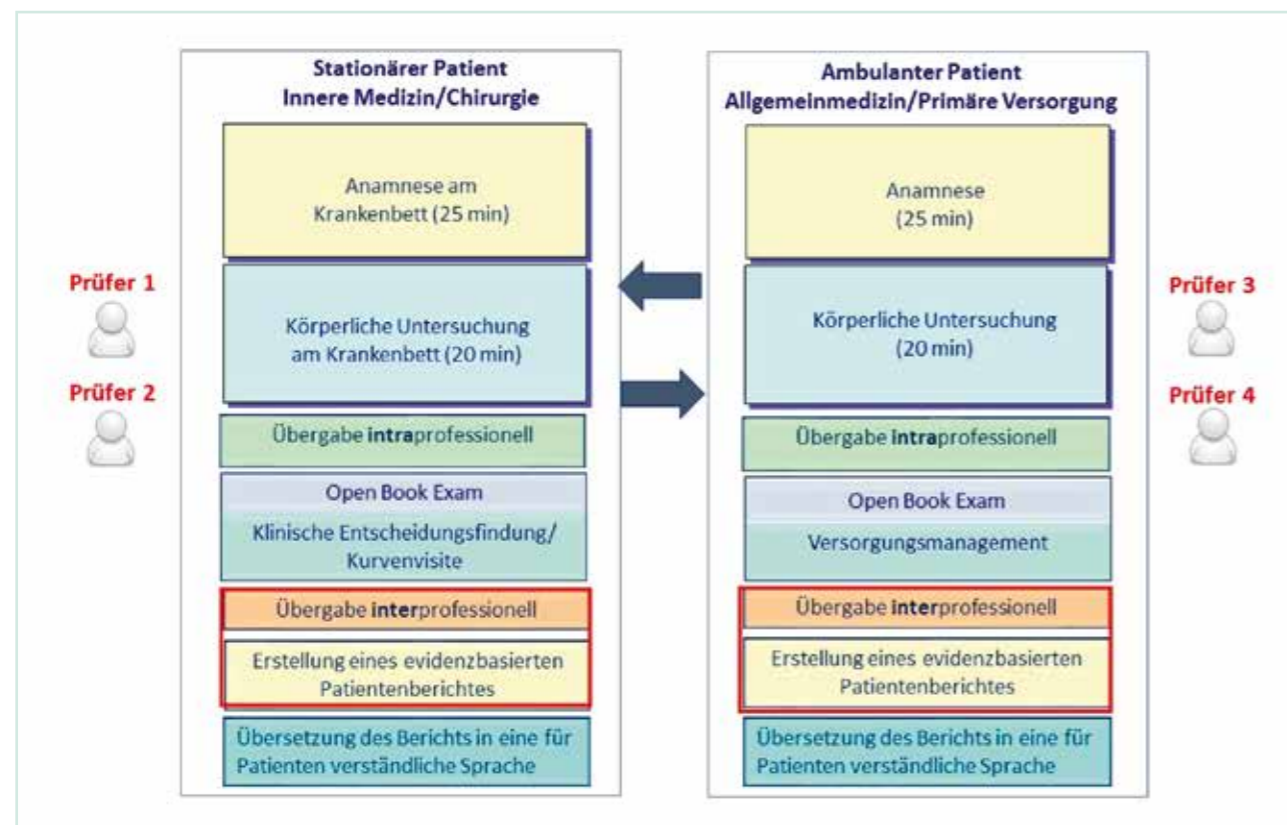 Stationärer Patient
Innere Medizin/Chirurgie
Anamnese am
Krankenbett (25 min)
Prüfer 1
Prüfer 2
Körperliche Untersuchung
am Krankenbett (20 min)
Übergabe intraprofessionell
Open Book Exam
Klinische Entscheidungsfindung/
Kurvenvisite
Übergabe interprofessionell
Erstellung eines evidenzbasierten
Patientenberichtes
Übersetzung des Berichts in eine für
Patienten verständliche Sprache
Ambulanter Patient
Allgemeinmedizin/Primäre Versorgung
Anamnese
(25 min)
Körperliche Untersuchung
(20 min)
Prüfer 3
Prüfer 4
Übergabe intraprofessionell
Open Book Exam
Versorgungsmanagement
Übergabe interprofessionell
Erstellung eines evidenzbasierten
Patientenberichtes
Übersetzung des Berichts in eine für
Patienten verständliche Sprache